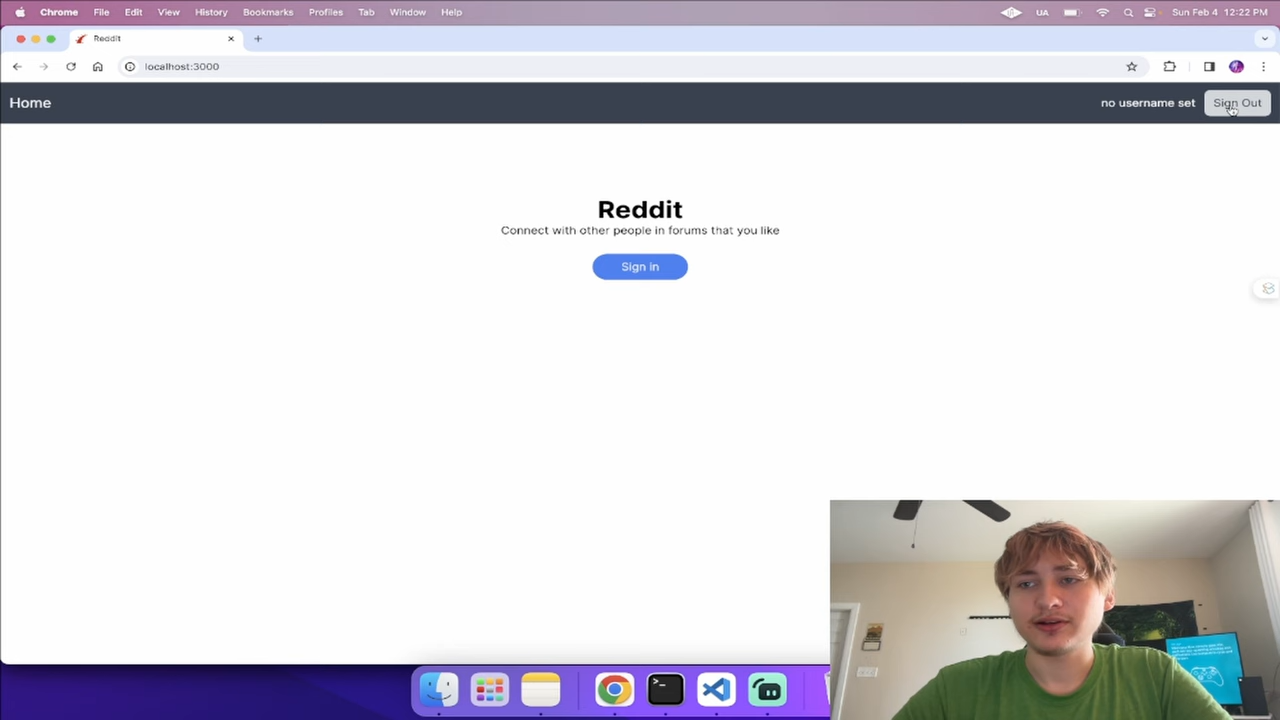 Chrome File Edit View History Bookmarks Profiles Tab Window Help UA Sun Feb 4 12:22 PM
Reddit
localhost:3000
Home no username set Sign Out
Reddit
Connect with other people in forums that you like
Sign in